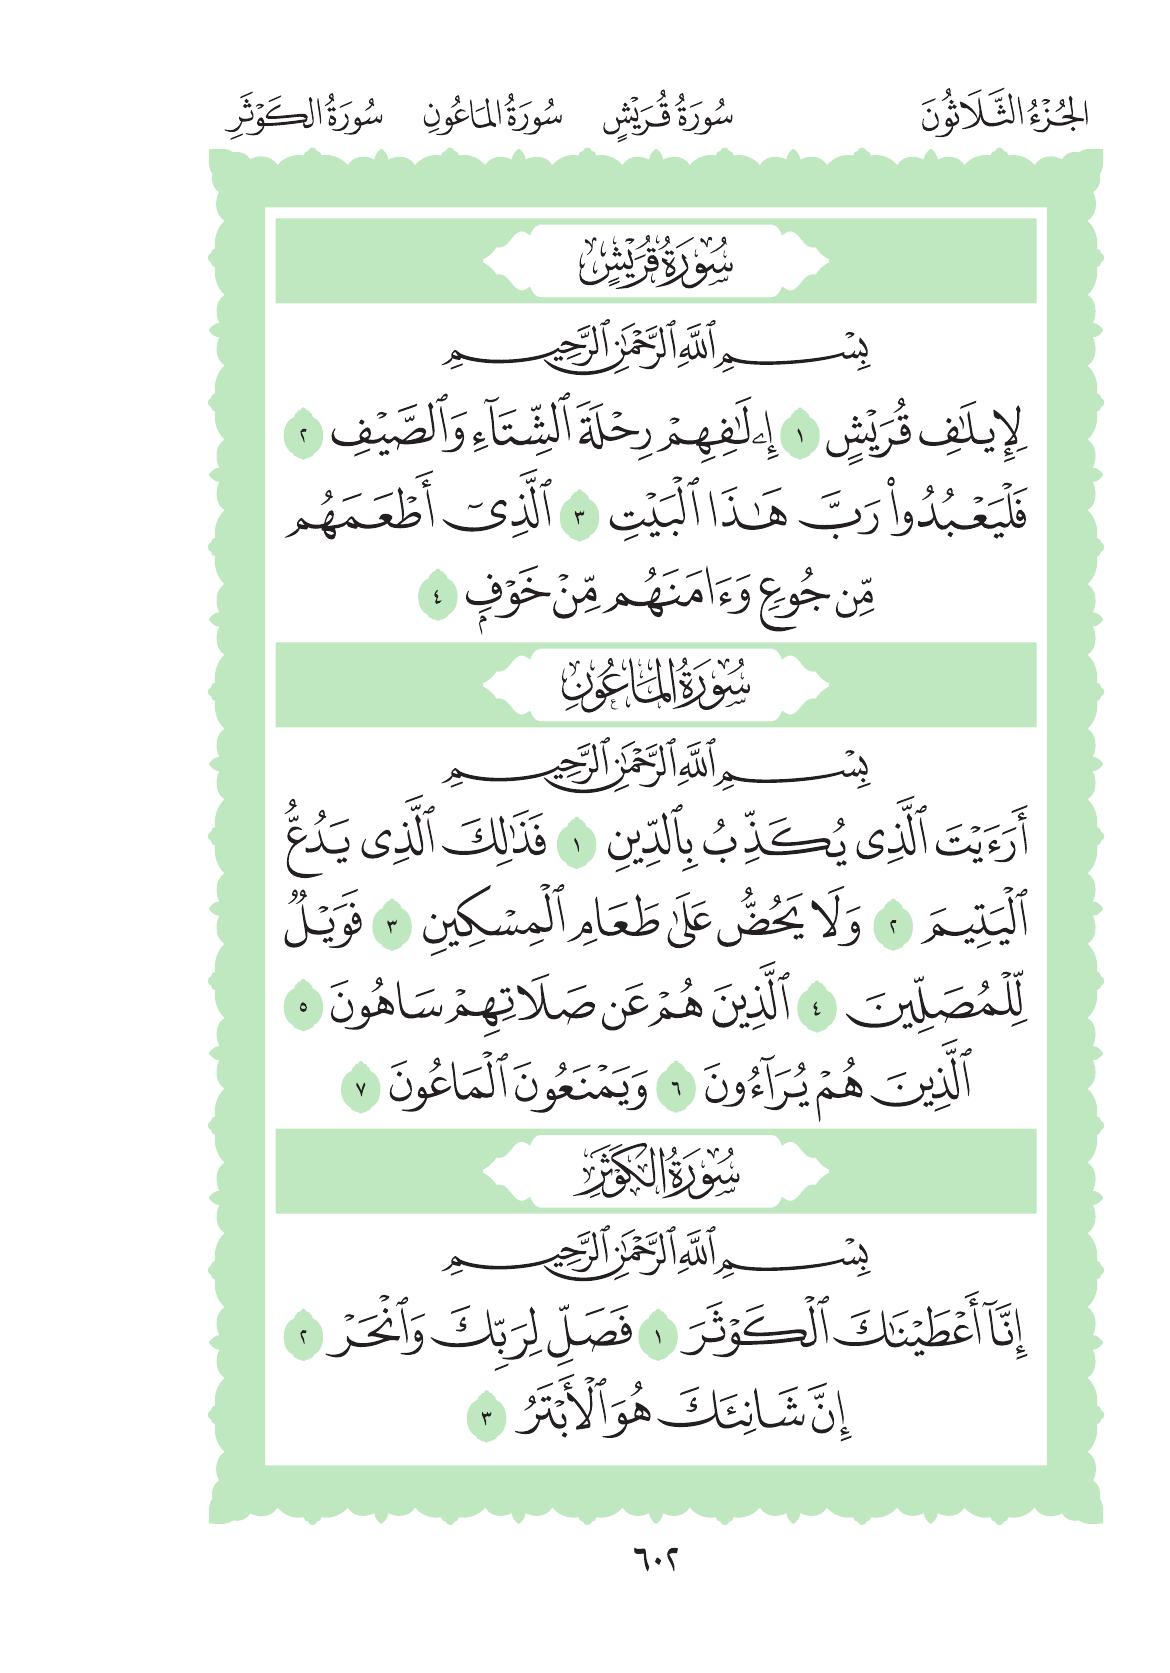 الجُزْءُ الثَّلَاثُونَ سُورَةُ قُرَيْشٍ سُورَةُ المَاعُونِ سُورَةُ الكَوْثَرِ
سُورَةُ قُرَيْشٍ
بِسْمِ ٱللَّهِ ٱلرَّحْمَٰنِ ٱلرَّحِيمِ
لِإِيلَٰفِ قُرَيْشٍ ١ إِۦلَٰفِهِمْ رِحْلَةَ ٱلشِّتَآءِ وَٱلصَّيْفِ ٢
فَلْيَعْبُدُوا۟ رَبَّ هَٰذَا ٱلْبَيْتِ ٣ ٱلَّذِىٓ أَطْعَمَهُم
مِّن جُوعٍ وَءَامَنَهُم مِّنْ خَوْفٍۭ ٤
سُورَةُ المَاعُونِ
بِسْمِ ٱللَّهِ ٱلرَّحْمَٰنِ ٱلرَّحِيمِ
أَرَءَيْتَ ٱلَّذِى يُكَذِّبُ بِٱلدِّينِ ١ فَذَٰلِكَ ٱلَّذِى يَدُعُّ
ٱلْيَتِيمَ ٢ وَلَا يَحُضُّ عَلَىٰ طَعَامِ ٱلْمِسْكِينِ ٣ فَوَيْلٌ
لِّلْمُصَلِّينَ ٤ ٱلَّذِينَ هُمْ عَن صَلَاتِهِمْ سَاهُونَ ٥
ٱلَّذِينَ هُمْ يُرَآءُونَ ٦ وَيَمْنَعُونَ ٱلْمَاعُونَ ٧
سُورَةُ الكَوْثَرِ
بِسْمِ ٱللَّهِ ٱلرَّحْمَٰنِ ٱلرَّحِيمِ
إِنَّآ أَعْطَيْنَٰكَ ٱلْكَوْثَرَ ١ فَصَلِّ لِرَبِّكَ وَٱنْحَرْ ٢
إِنَّ شَانِئَكَ هُوَ ٱلْأَبْتَرُ ٣
٦٠٢